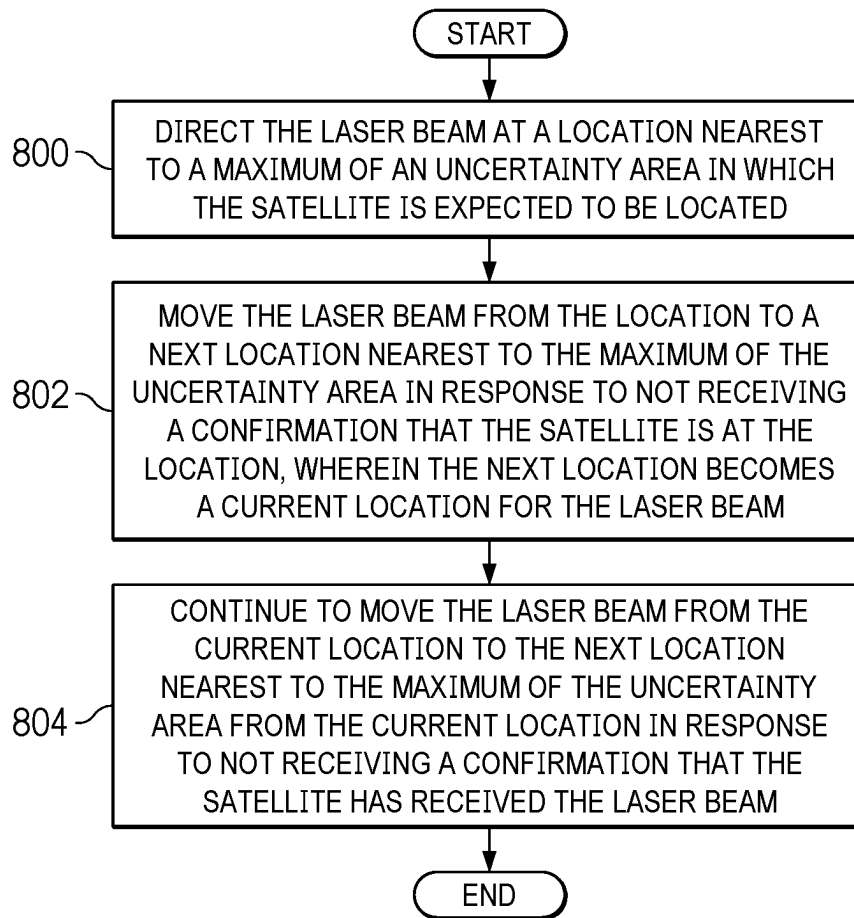 START
800
DIRECT THE LASER BEAM AT A LOCATION NEAREST
TO A MAXIMUM OF AN UNCERTAINTY AREA IN WHICH
THE SATELLITE IS EXPECTED TO BE LOCATED
802
MOVE THE LASER BEAM FROM THE LOCATION TO A
NEXT LOCATION NEAREST TO THE MAXIMUM OF THE
UNCERTAINTY AREA IN RESPONSE TO NOT RECEIVING
A CONFIRMATION THAT THE SATELLITE IS AT THE
LOCATION, WHEREIN THE NEXT LOCATION BECOMES
A CURRENT LOCATION FOR THE LASER BEAM
804
CONTINUE TO MOVE THE LASER BEAM FROM THE
CURRENT LOCATION TO THE NEXT LOCATION
NEAREST TO THE MAXIMUM OF THE UNCERTAINTY
AREA FROM THE CURRENT LOCATION IN RESPONSE
TO NOT RECEIVING A CONFIRMATION THAT THE
SATELLITE HAS RECEIVED THE LASER BEAM
END